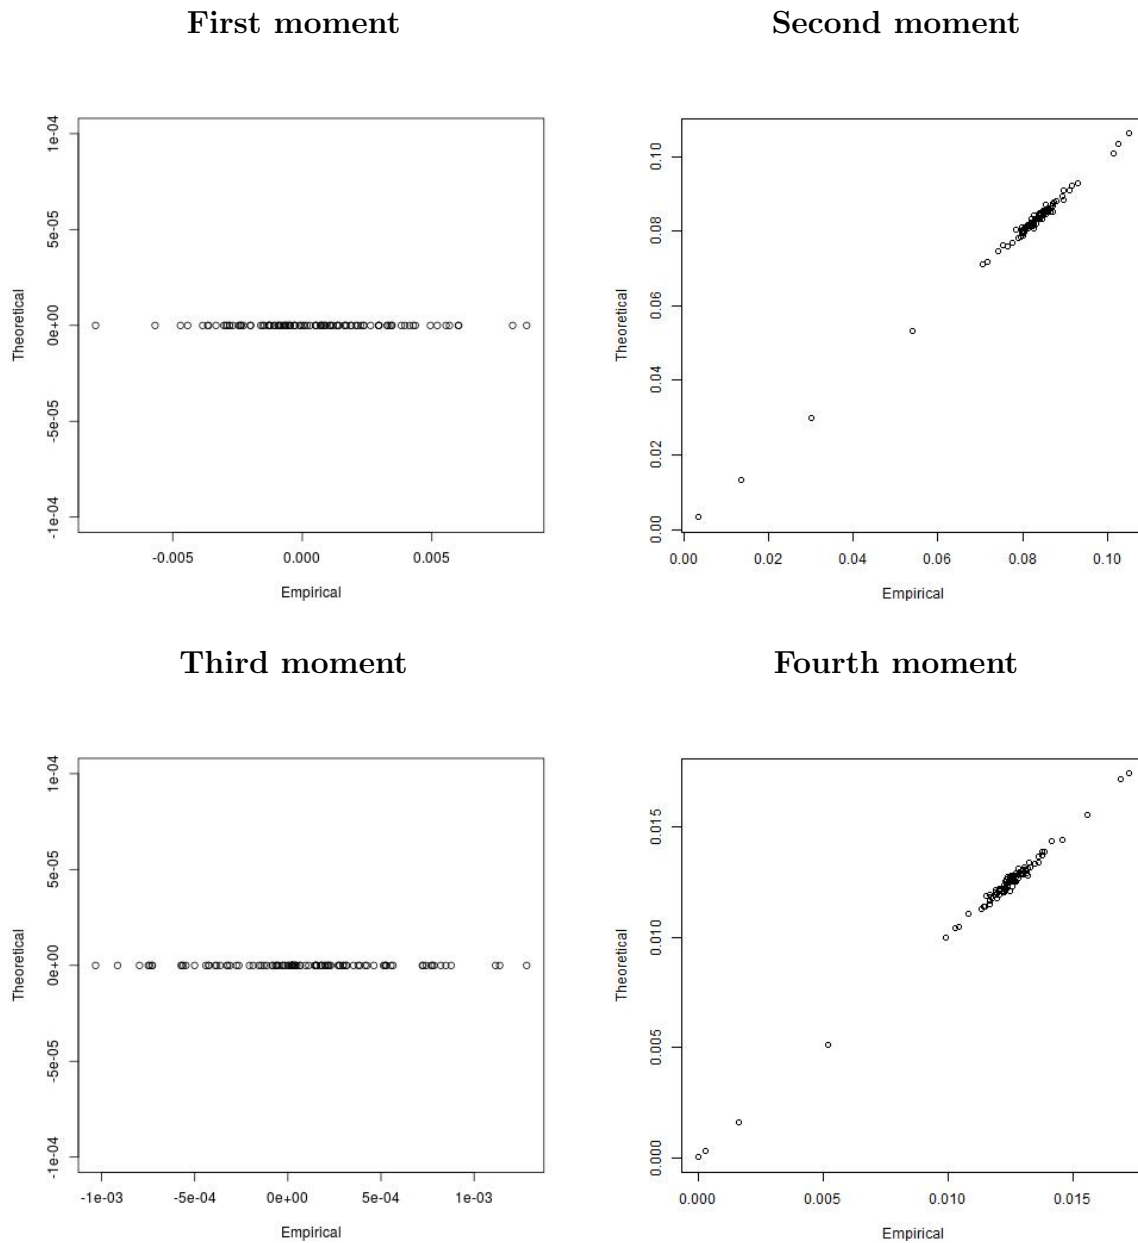 First moment
Second moment
1e-04
5e-05
0e+00
-5e-05
-1e-04
Theoretical
-0.005 0.000 0.005
Empirical
0.10
0.08
0.06
0.04
0.02
0.00
Theoretical
0.00 0.02 0.04 0.06 0.08 0.10
Empirical
Third moment
Fourth moment
1e-04
5e-05
0e+00
-5e-05
-1e-04
Theoretical
-1e-03 -5e-04 0e+00 5e-04 1e-03
Empirical
0.015
0.010
0.005
0.000
Theoretical
0.000 0.005 0.010 0.015
Empirical